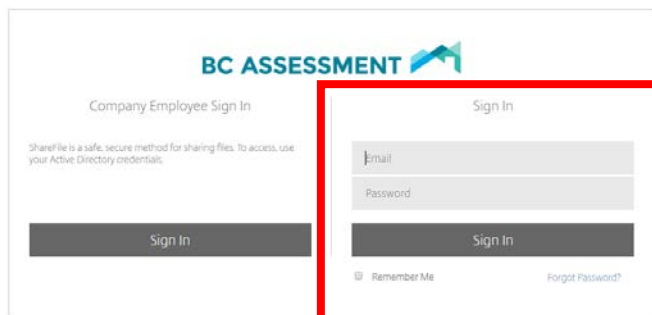 BC ASSESSMENT
Company Employee Sign In
ShareFile is a safe, secure method for sharing files. To access, use
your Active Directory credentials.
Sign In
Sign In
Email
Password
Sign In
Remember Me
Forgot Password?